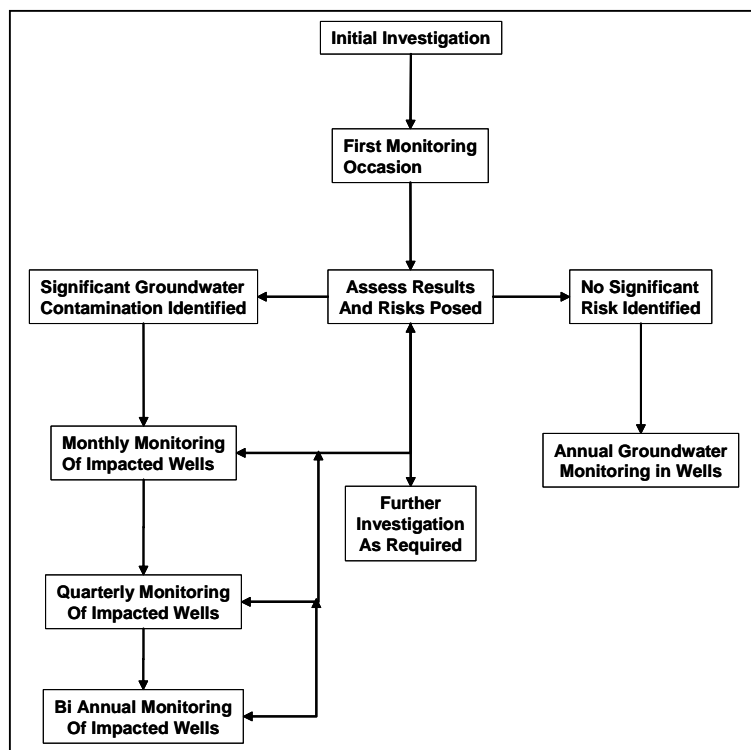 Initial Investigation
First Monitoring
Occasion
Significant Groundwater
Contamination Identified
Assess Results
And Risks Posed
No Significant
Risk Identified
Monthly Monitoring
Of Impacted Wells
Annual Groundwater
Monitoring in Wells
Further
Investigation
As Required
Quarterly Monitoring
Of Impacted Wells
Bi Annual Monitoring
Of Impacted Wells